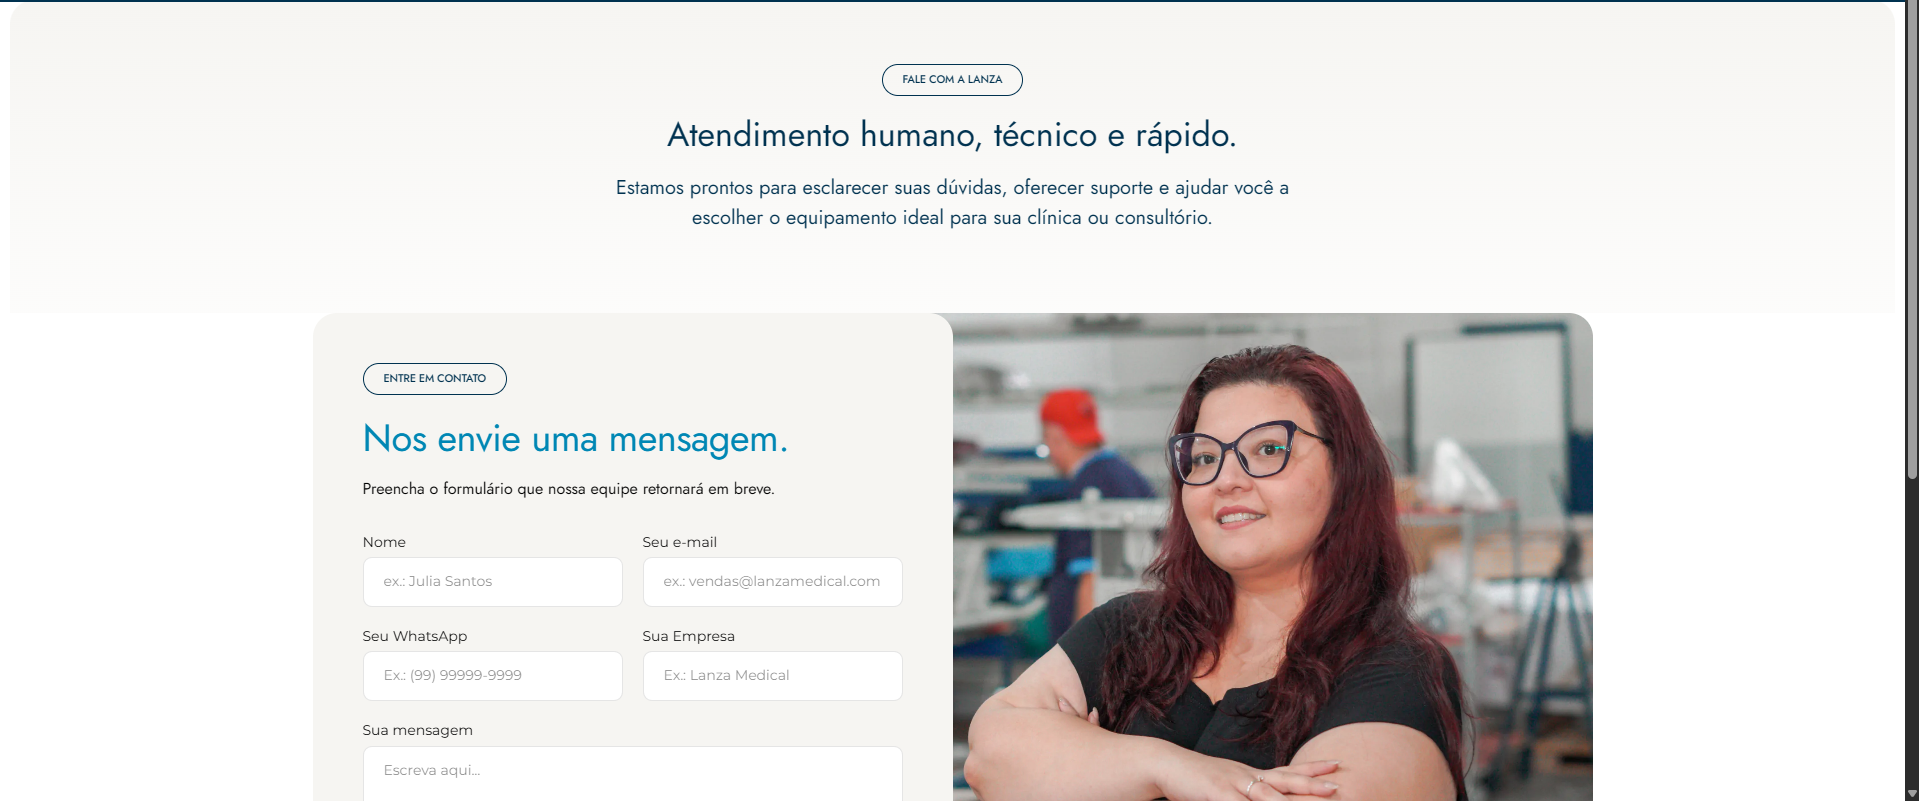 FALE COM A LANZA
Atendimento humano, técnico e rápido.
Estamos prontos para esclarecer suas dúvidas, oferecer suporte e ajudar você a
escolher o equipamento ideal para sua clínica ou consultório.
ENTRE EM CONTATO
Nos envie uma mensagem.
Preencha o formulário que nossa equipe retornará em breve.
Nome
ex.: Julia Santos
Seu e-mail
ex.: vendas@lanzamedical.com
Seu WhatsApp
Ex.: (99) 99999-9999
Sua Empresa
Ex.: Lanza Medical
Sua mensagem
Escreva aqui...